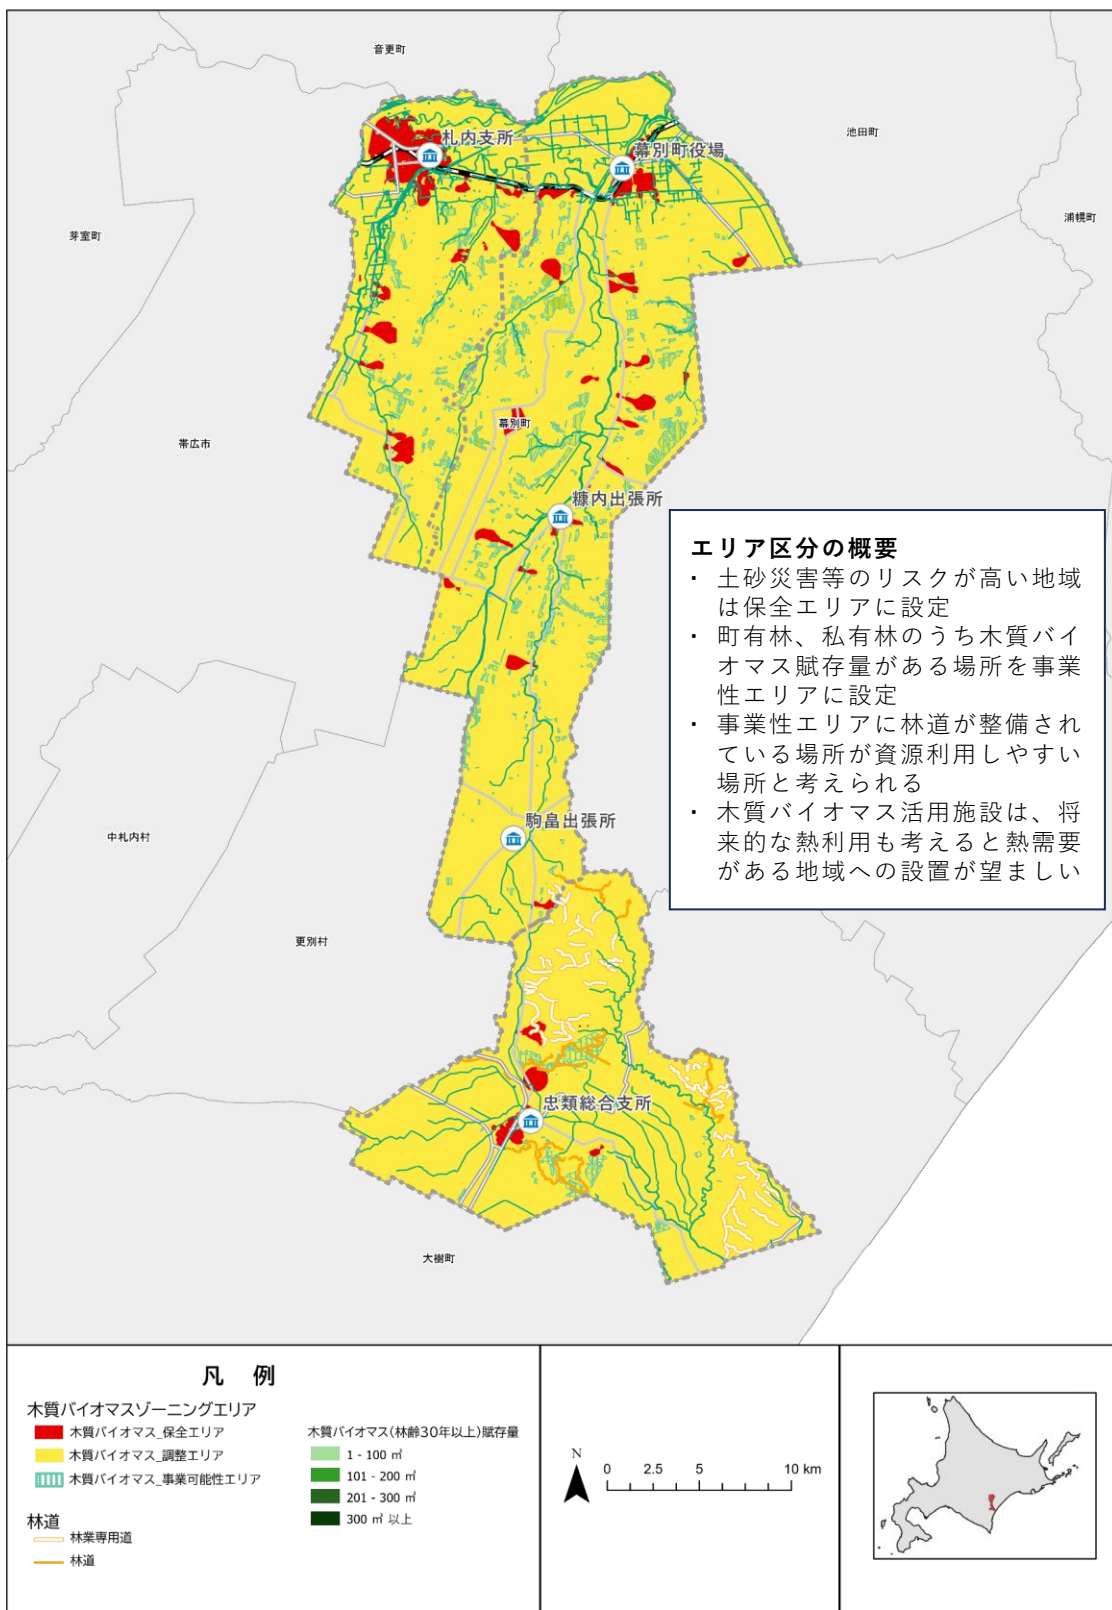 音更町
池田町
札内支所
幕別町役場
浦幌町
芽室町
幕別町
帯広市
糠内出張所
エリア区分の概要
・ 土砂災害等のリスクが高い地域
は保全エリアに設定
・ 町有林、私有林のうち木質バイ
オマス賦存量がある場所を事業
性エリアに設定
・ 事業性エリアに林道が整備され
ている場所が資源利用しやすい
場所と考えられる
・ 木質バイオマス活用施設は、将
来的な熱利用も考えると熱需要
がある地域への設置が望ましい
駒畠出張所
中札内村
更別村
忠類総合支所
大樹町
凡 例
木質バイオマスゾーニングエリア
木質バイオマス_保全エリア
木質バイオマス_調整エリア
木質バイオマス_事業可能性エリア
林道
林業専用道
林道
木質バイオマス(林齢30年以上)賦存量
1 - 100 ㎥
101 - 200 ㎥
201 - 300 ㎥
300 ㎥ 以上
N
0 2.5 5 10 km